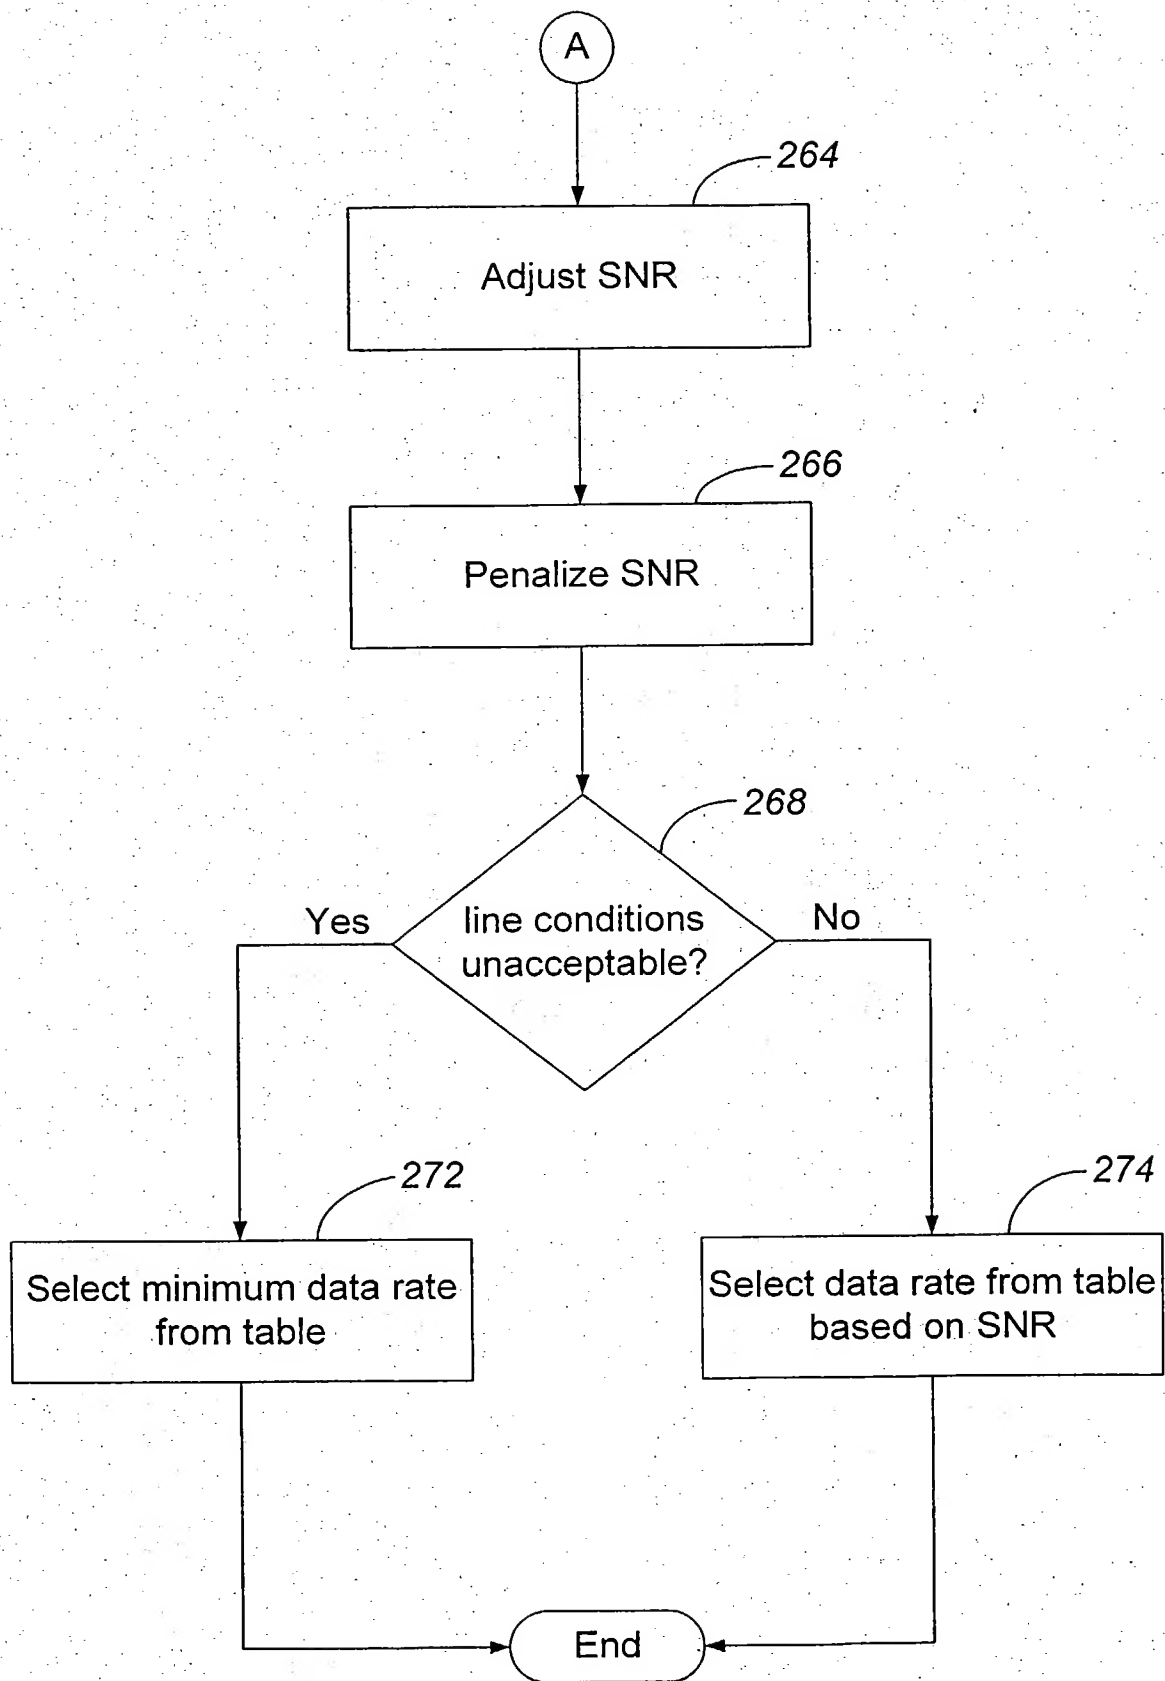 A
264
Adjust SNR
266
Penalize SNR
268
Yes
line conditions
unacceptable?
No
272
Select minimum data rate
from table
274
Select data rate from table
based on SNR
End